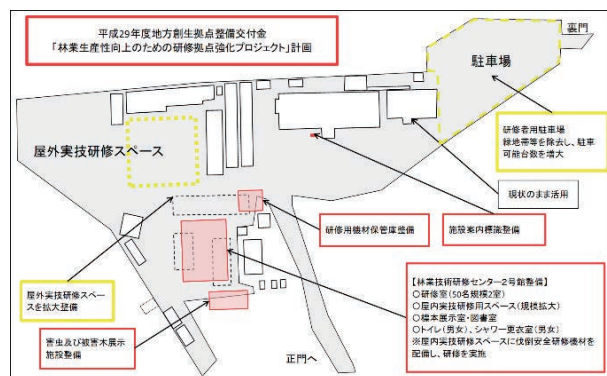 平成29年度地方創生拠点整備交付金
「林業生産性向上のための研修拠点強化プロジェクト」計画
裏門
駐車場
研修者用駐車場
緑地帯等を除去し、駐車
可能台数を増大
屋外実技研修スペース
現状のまま活用
研修用機材保管庫整備
施設案内標識整備
屋外実技研修スペー
スを拡大整備
【林業技術研修センター2号館整備】
○研修室(50名規模2室)
○屋内実技研修用スペース(規模拡大)
○標本展示室・図書室
○トイレ(男女)、シャワー更衣室(男女)
※屋内実技研修スペースに伐倒安全研修機材を
配備し、研修を実施
害虫及び被害木展示
施設整備
正門へ